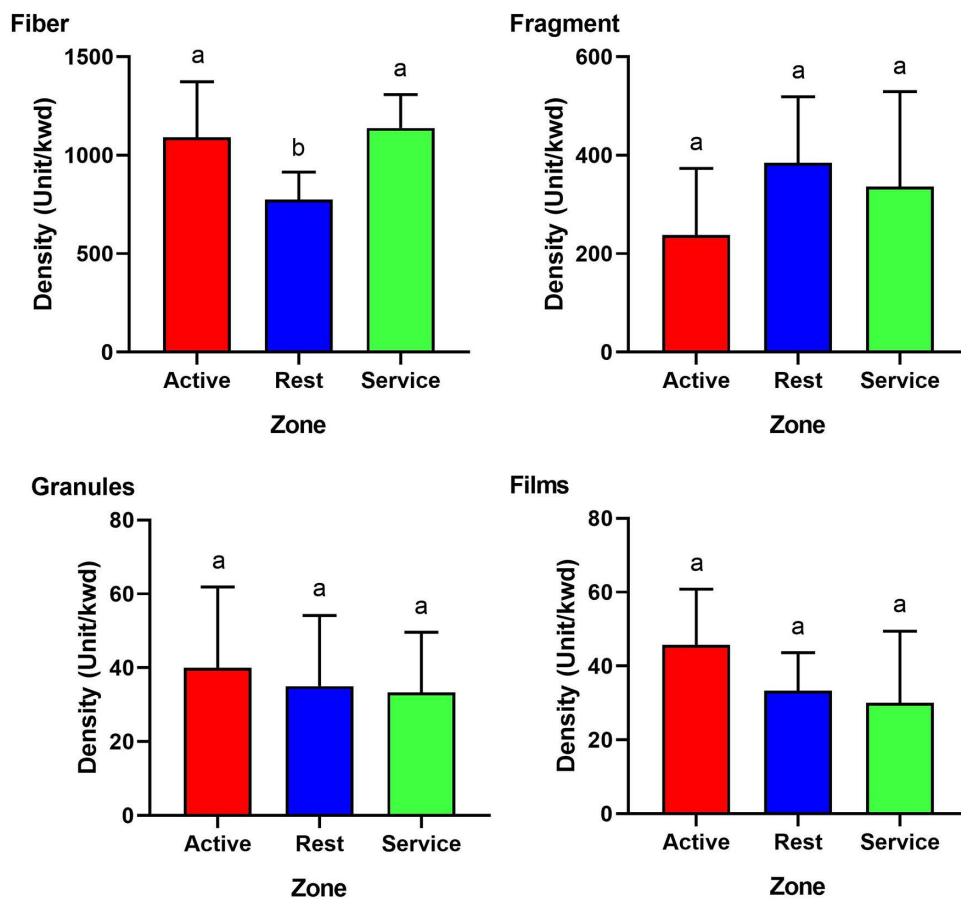 Fiber
Density (Unit/kwd)
1500
1000
500
0
a
b
a
Active Rest Service
Zone
Fragment
Density (Unit/kwd)
600
400
200
0
a
a
a
Active Rest Service
Zone
Granules
Density (Unit/kwd)
80
60
40
20
0
a
a
a
Active Rest Service
Zone
Films
Density (Unit/kwd)
80
60
40
20
0
a
a
a
Active Rest Service
Zone